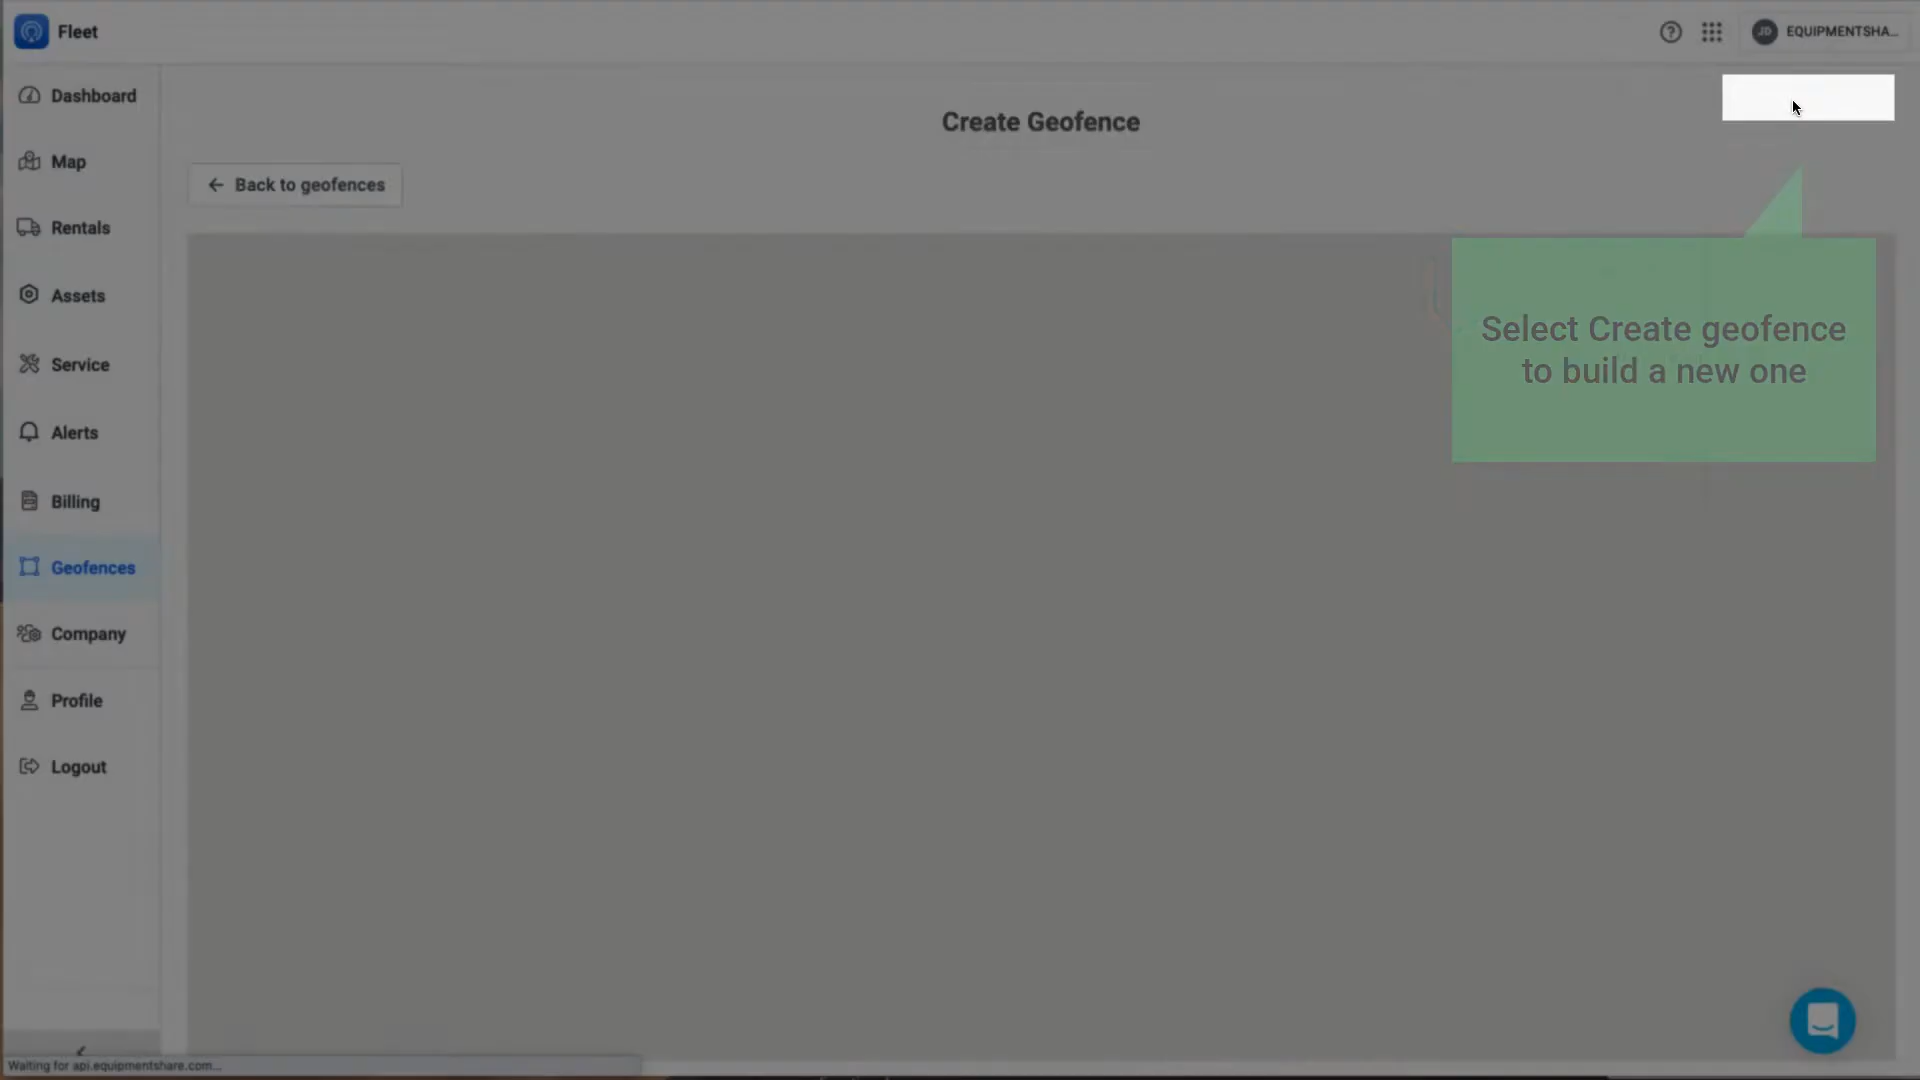 Fleet
?
JD
EQUIPMENTSHA...
Dashboard
Map
Rentals
Assets
Service
Alerts
Billing
Geofences
Company
Profile
Logout
Create Geofence
← Back to geofences
Select Create geofence
to build a new one
Waiting for api.equipmentshare.com...